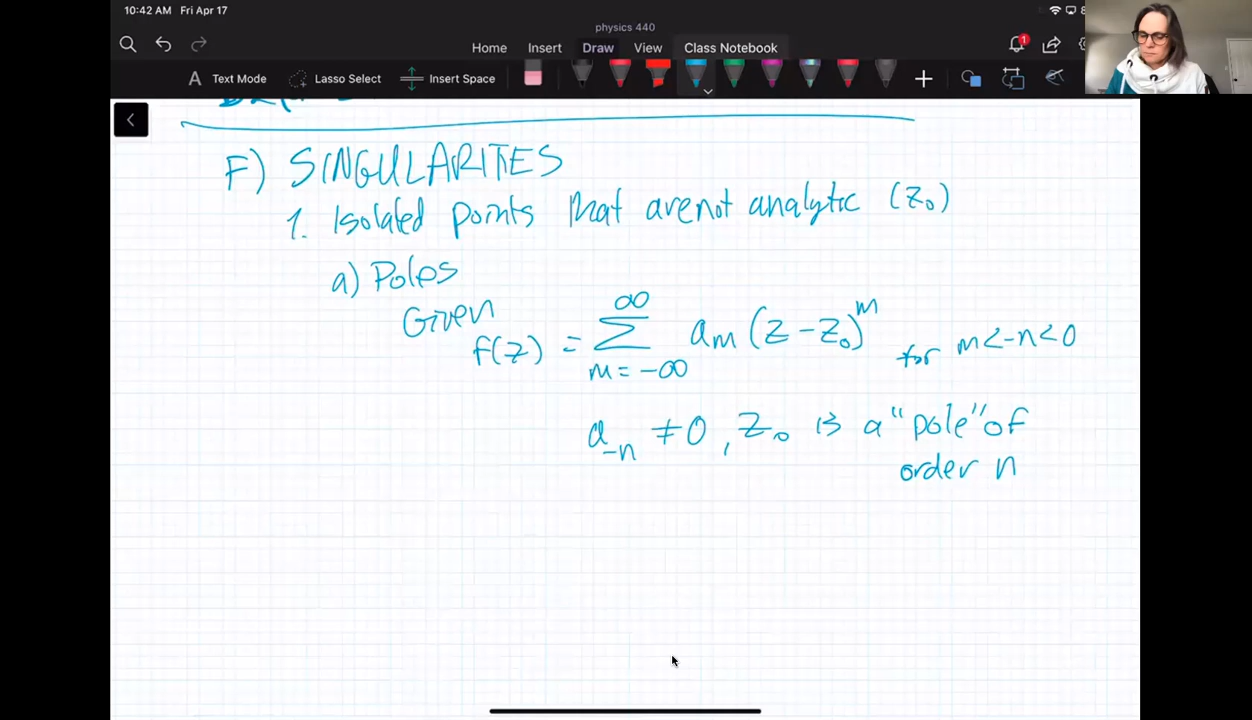 10:42 AM Fri Apr 17
physics 440
Home Insert Draw View Class Notebook
1
A Text Mode Lasso Select Insert Space
F) SINGULARITES
1. Isolated points that are not analytic (z₀)
a) Poles
Given
f(z) = ∑_{m=-∞}^{∞} a_m (z - z₀)^m for m<-n<0
a_{-n} ≠ 0, z₀ is a "pole" of
order n